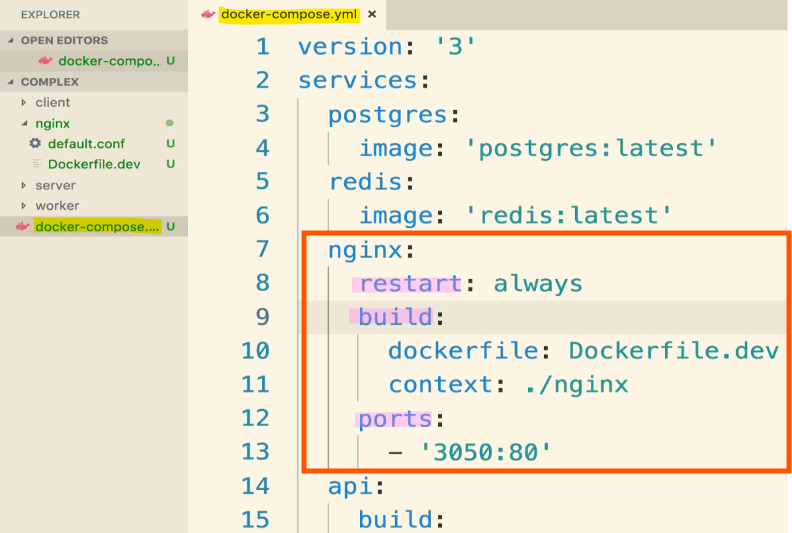 EXPLORER
OPEN EDITORS
docker-compo.. U
COMPLEX
client
nginx
default.conf U
Dockerfile.dev U
server
worker
docker-compose.... U
docker-compose.yml ×
1 version: '3'
2 services:
3 postgres:
4 image: 'postgres:latest'
5 redis:
6 image: 'redis:latest'
7 nginx:
8 restart: always
9 build:
10 dockerfile: Dockerfile.dev
11 context: ./nginx
12 ports:
13 - '3050:80'
14 api:
15 build: